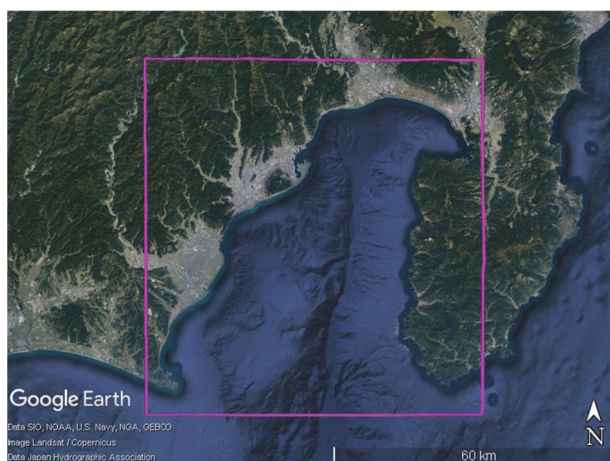 Google Earth
Data SIO, NOAA, U.S. Navy, NGA, GEBCO
Image Landsat / Copernicus
Data Japan Hydrographic Association
60 km
N